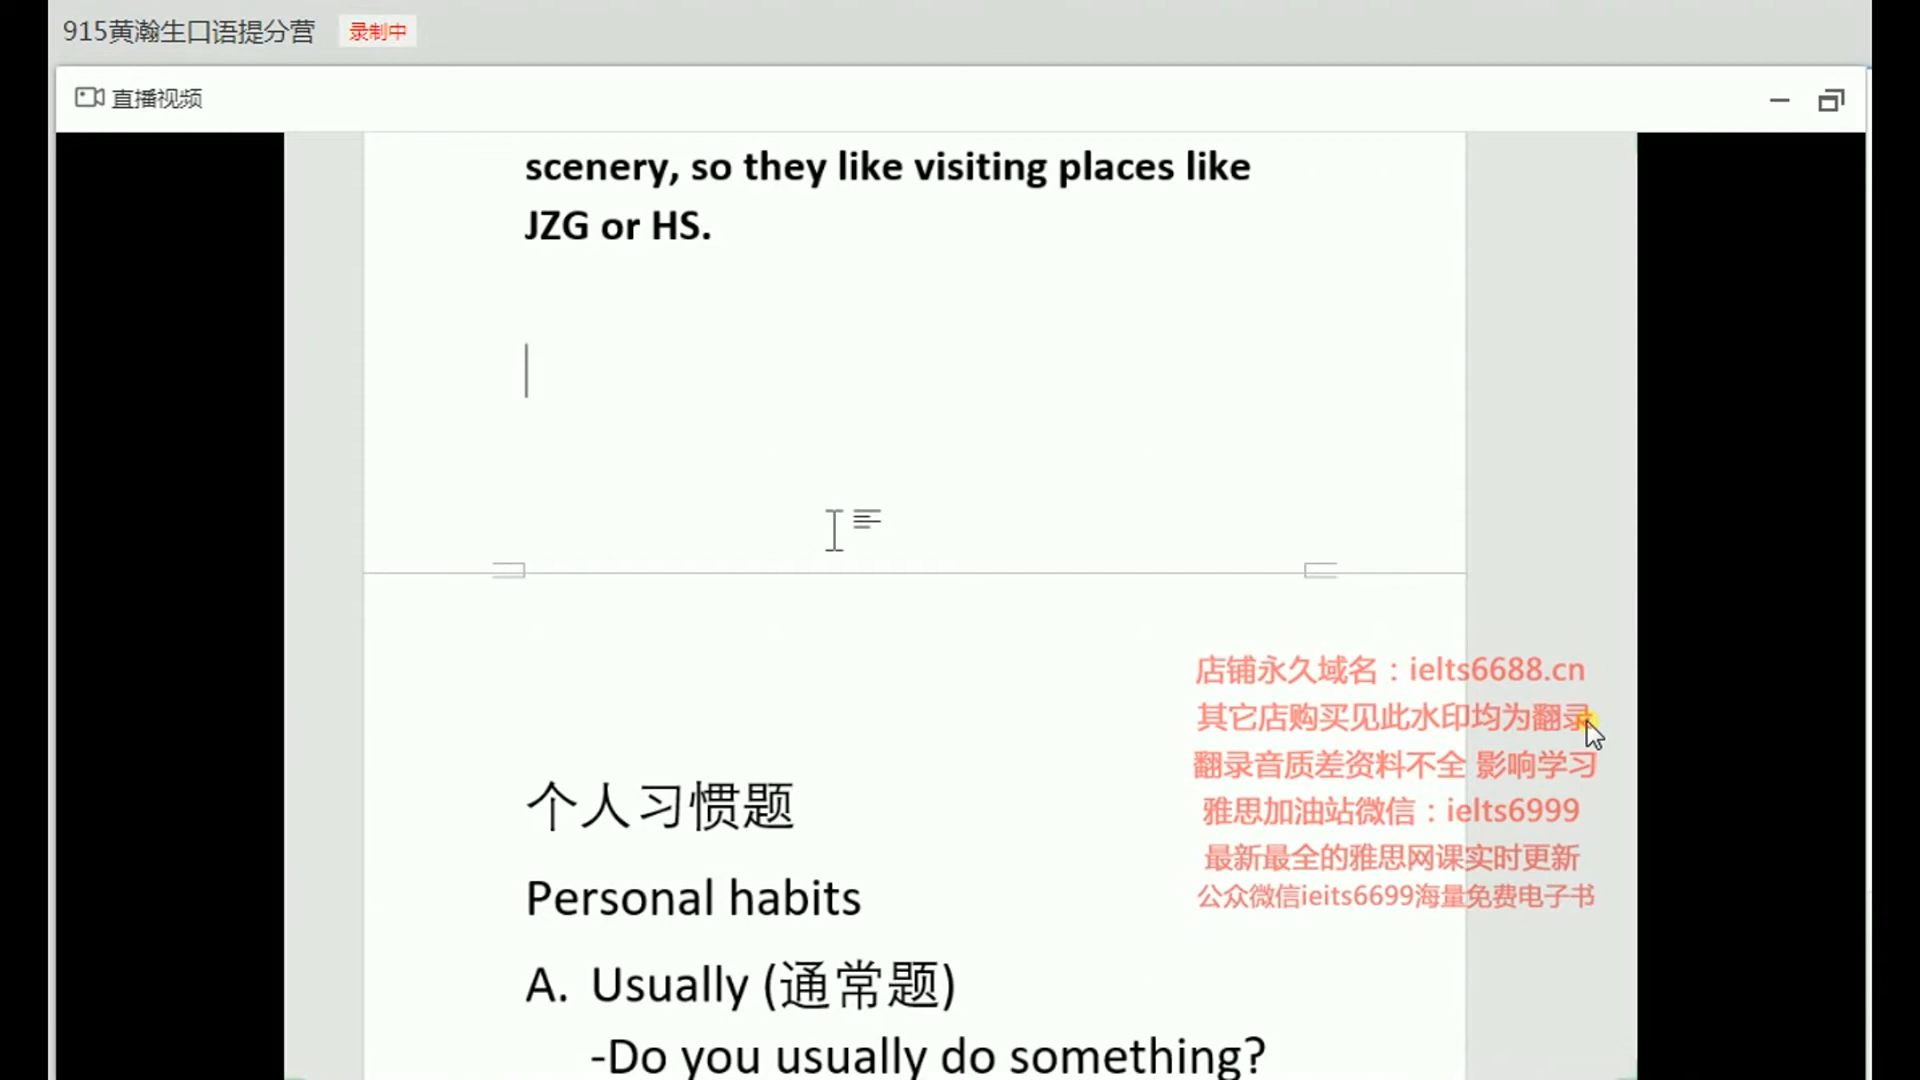 915黄瀚生口语提分营 录制中
直播视频
scenery, so they like visiting places like
JZG or HS.
店铺永久域名：ielts6688.cn
其它店购买见此水印均为翻录
翻录音质差资料不全 影响学习
雅思加油站微信：ielts6999
最新最全的雅思网课实时更新
公众微信ieits6699海量免费电子书
个人习惯题
Personal habits
A. Usually (通常题)
-Do you usually do something?